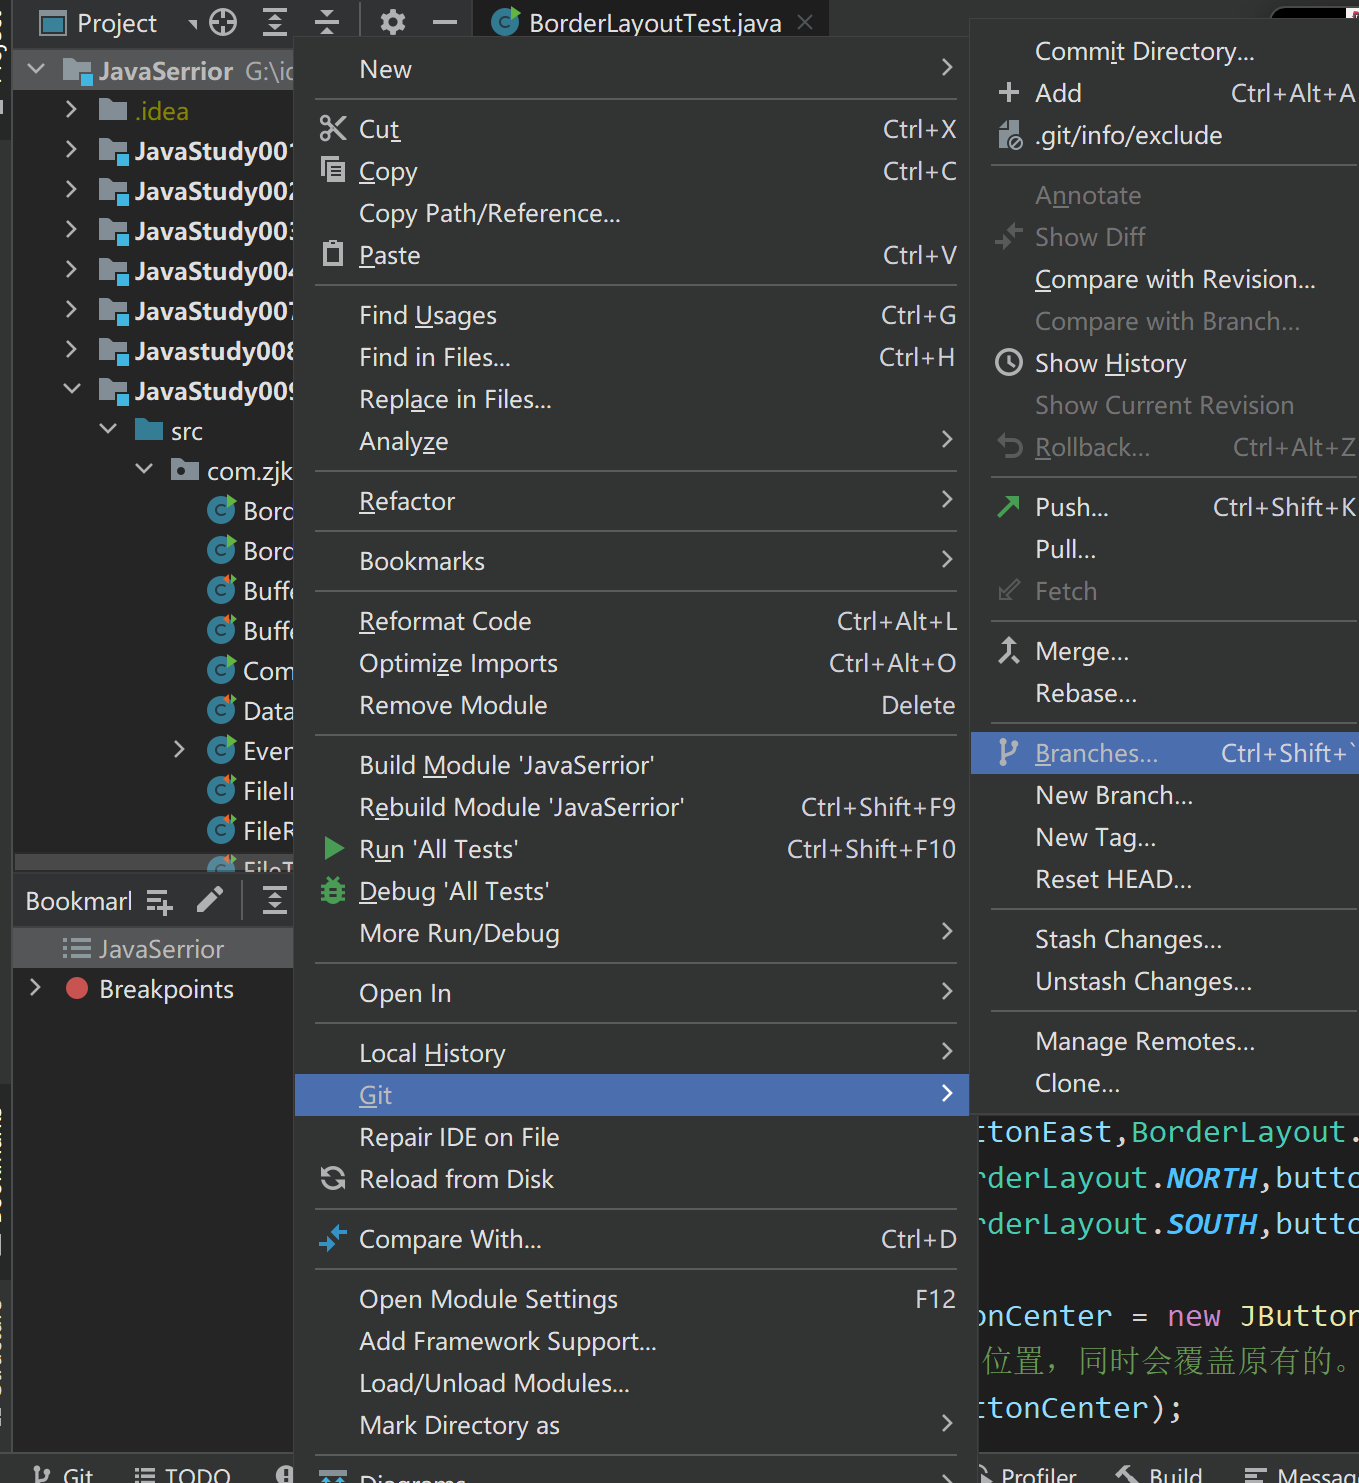 Project
BorderLayoutTest.java
JavaSerrior G:\id
.idea
JavaStudy001
JavaStudy002
JavaStudy003
JavaStudy004
JavaStudy007
Javastudy008
JavaStudy009
src
com.zjk
Bord
Bord
Buffe
Buffe
Com
Data
Even
FileIn
FileR
FileT
Bookmark
JavaSerrior
Breakpoints
Git
TODO
New
Cut Ctrl+X
Copy Ctrl+C
Copy Path/Reference...
Paste Ctrl+V
Find Usages Ctrl+G
Find in Files... Ctrl+H
Replace in Files...
Analyze
Refactor
Bookmarks
Reformat Code Ctrl+Alt+L
Optimize Imports Ctrl+Alt+O
Remove Module Delete
Build Module 'JavaSerrior'
Rebuild Module 'JavaSerrior' Ctrl+Shift+F9
Run 'All Tests' Ctrl+Shift+F10
Debug 'All Tests'
More Run/Debug
Open In
Local History
Git
Repair IDE on File
Reload from Disk
Compare With... Ctrl+D
Open Module Settings F12
Add Framework Support...
Load/Unload Modules...
Mark Directory as
Diagrams
Commit Directory...
Add Ctrl+Alt+A
.git/info/exclude
Annotate
Show Diff
Compare with Revision...
Compare with Branch...
Show History
Show Current Revision
Rollback... Ctrl+Alt+Z
Push... Ctrl+Shift+K
Pull...
Fetch
Merge...
Rebase...
Branches... Ctrl+Shift+`
New Branch...
New Tag...
Reset HEAD...
Stash Changes...
Unstash Changes...
Manage Remotes...
Clone...
ttonEast,BorderLayout.
rderLayout.NORTH,butto
rderLayout.SOUTH,butto
onCenter = new JButton
位置，同时会覆盖原有的。
ttonCenter);
Profiler
Build
Messag